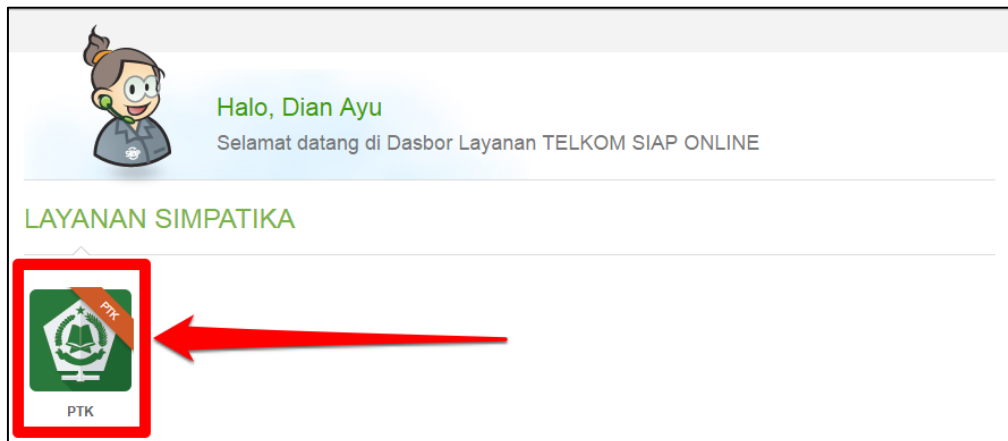 Halo, Dian Ayu
Selamat datang di Dasbor Layanan TELKOM SIAP ONLINE
LAYANAN SIMPATIKA
PTK
PTK